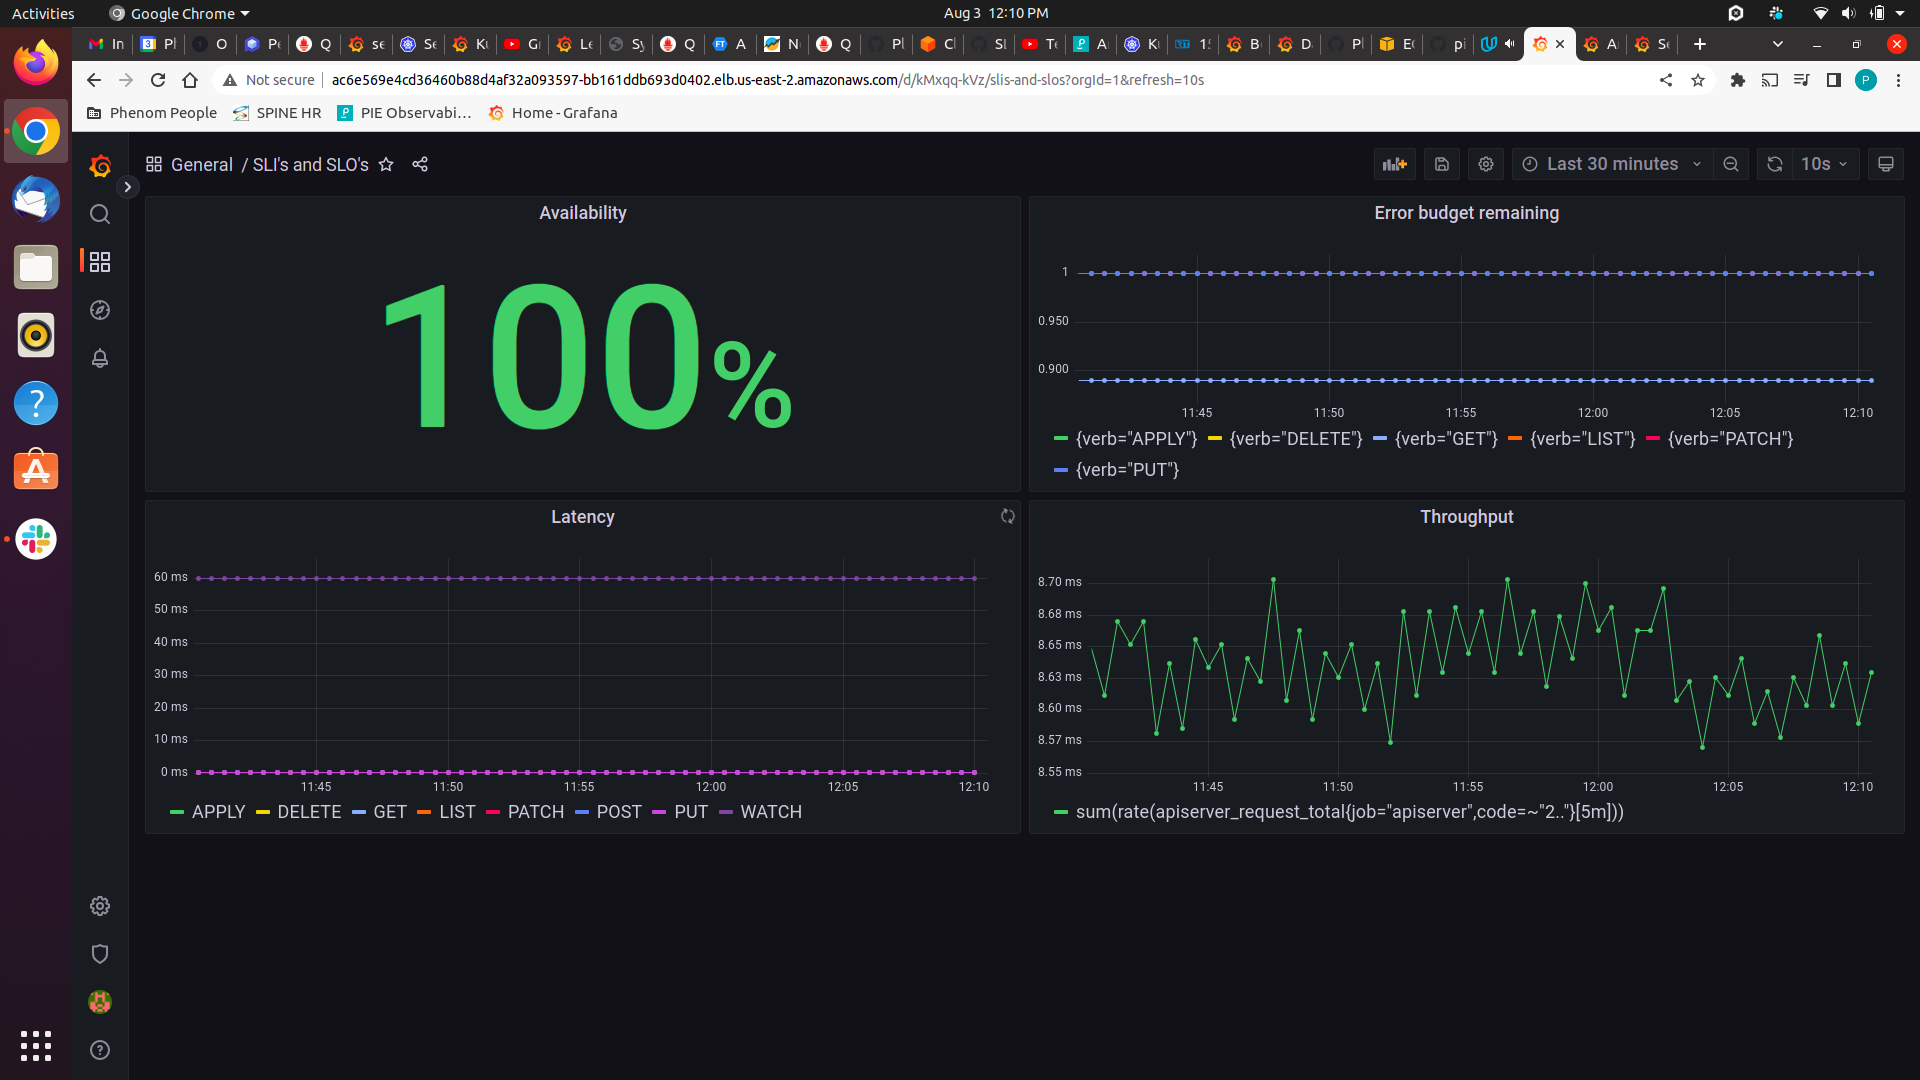 Activities
Google Chrome
Aug 3 12:10 PM
In
Pl
O
Pe
Q
se
Se
Ku
Gr
Le
Sy
Q
A
N
Q
Pl
Cl
SL
Te
A
Ku
15
B
D
Pl
EC
pi
A
Se
Not secure
ac6e569e4cd36460b88d4af32a093597-bb161ddb693d0402.elb.us-east-2.amazonaws.com/d/kMxqq-kVz/slis-and-slos?orgId=1&refresh=10s
P
Phenom People
SPINE HR
PIE Observabi...
Home - Grafana
General / SLI's and SLO's
Last 30 minutes
10s
Availability
100%
Error budget remaining
1
0.950
0.900
11:45 11:50 11:55 12:00 12:05 12:10
{verb="APPLY"} {verb="DELETE"} {verb="GET"} {verb="LIST"} {verb="PATCH"}
{verb="PUT"}
Latency
60 ms
50 ms
40 ms
30 ms
20 ms
10 ms
0 ms
11:45 11:50 11:55 12:00 12:05 12:10
APPLY DELETE GET LIST PATCH POST PUT WATCH
Throughput
8.70 ms
8.68 ms
8.65 ms
8.63 ms
8.60 ms
8.57 ms
8.55 ms
11:45 11:50 11:55 12:00 12:05 12:10
sum(rate(apiserver_request_total{job="apiserver",code=~"2.."}[5m]))